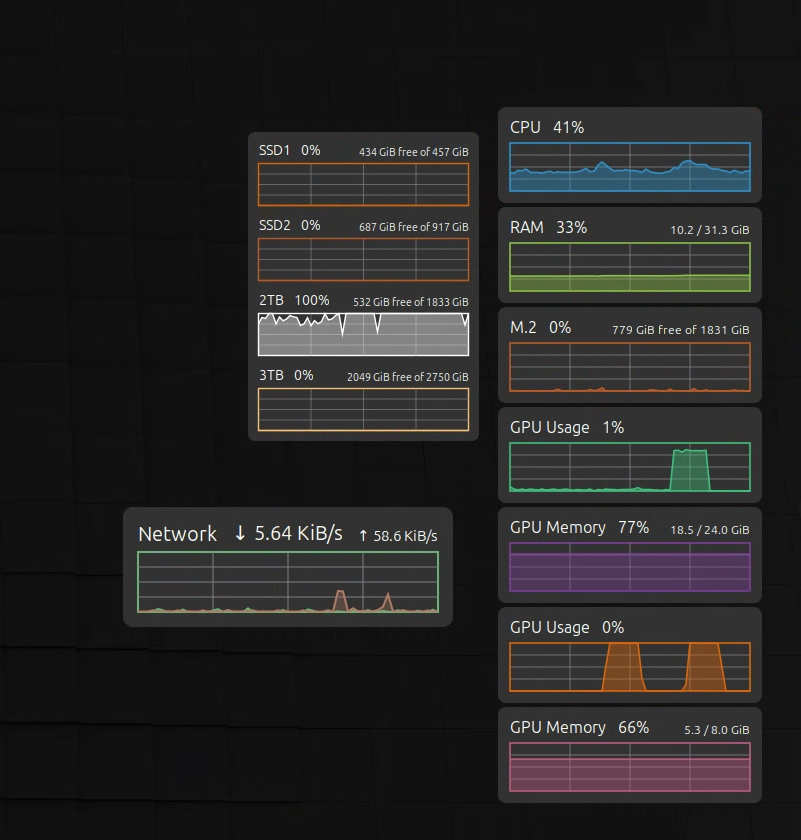 SSD1 0% 434 GiB free of 457 GiB
SSD2 0% 687 GiB free of 917 GiB
2TB 100% 532 GiB free of 1833 GiB
3TB 0% 2049 GiB free of 2750 GiB
Network ↓ 5.64 KiB/s ↑ 58.6 KiB/s
CPU 41%
RAM 33% 10.2 / 31.3 GiB
M.2 0% 779 GiB free of 1831 GiB
GPU Usage 1%
GPU Memory 77% 18.5 / 24.0 GiB
GPU Usage 0%
GPU Memory 66% 5.3 / 8.0 GiB